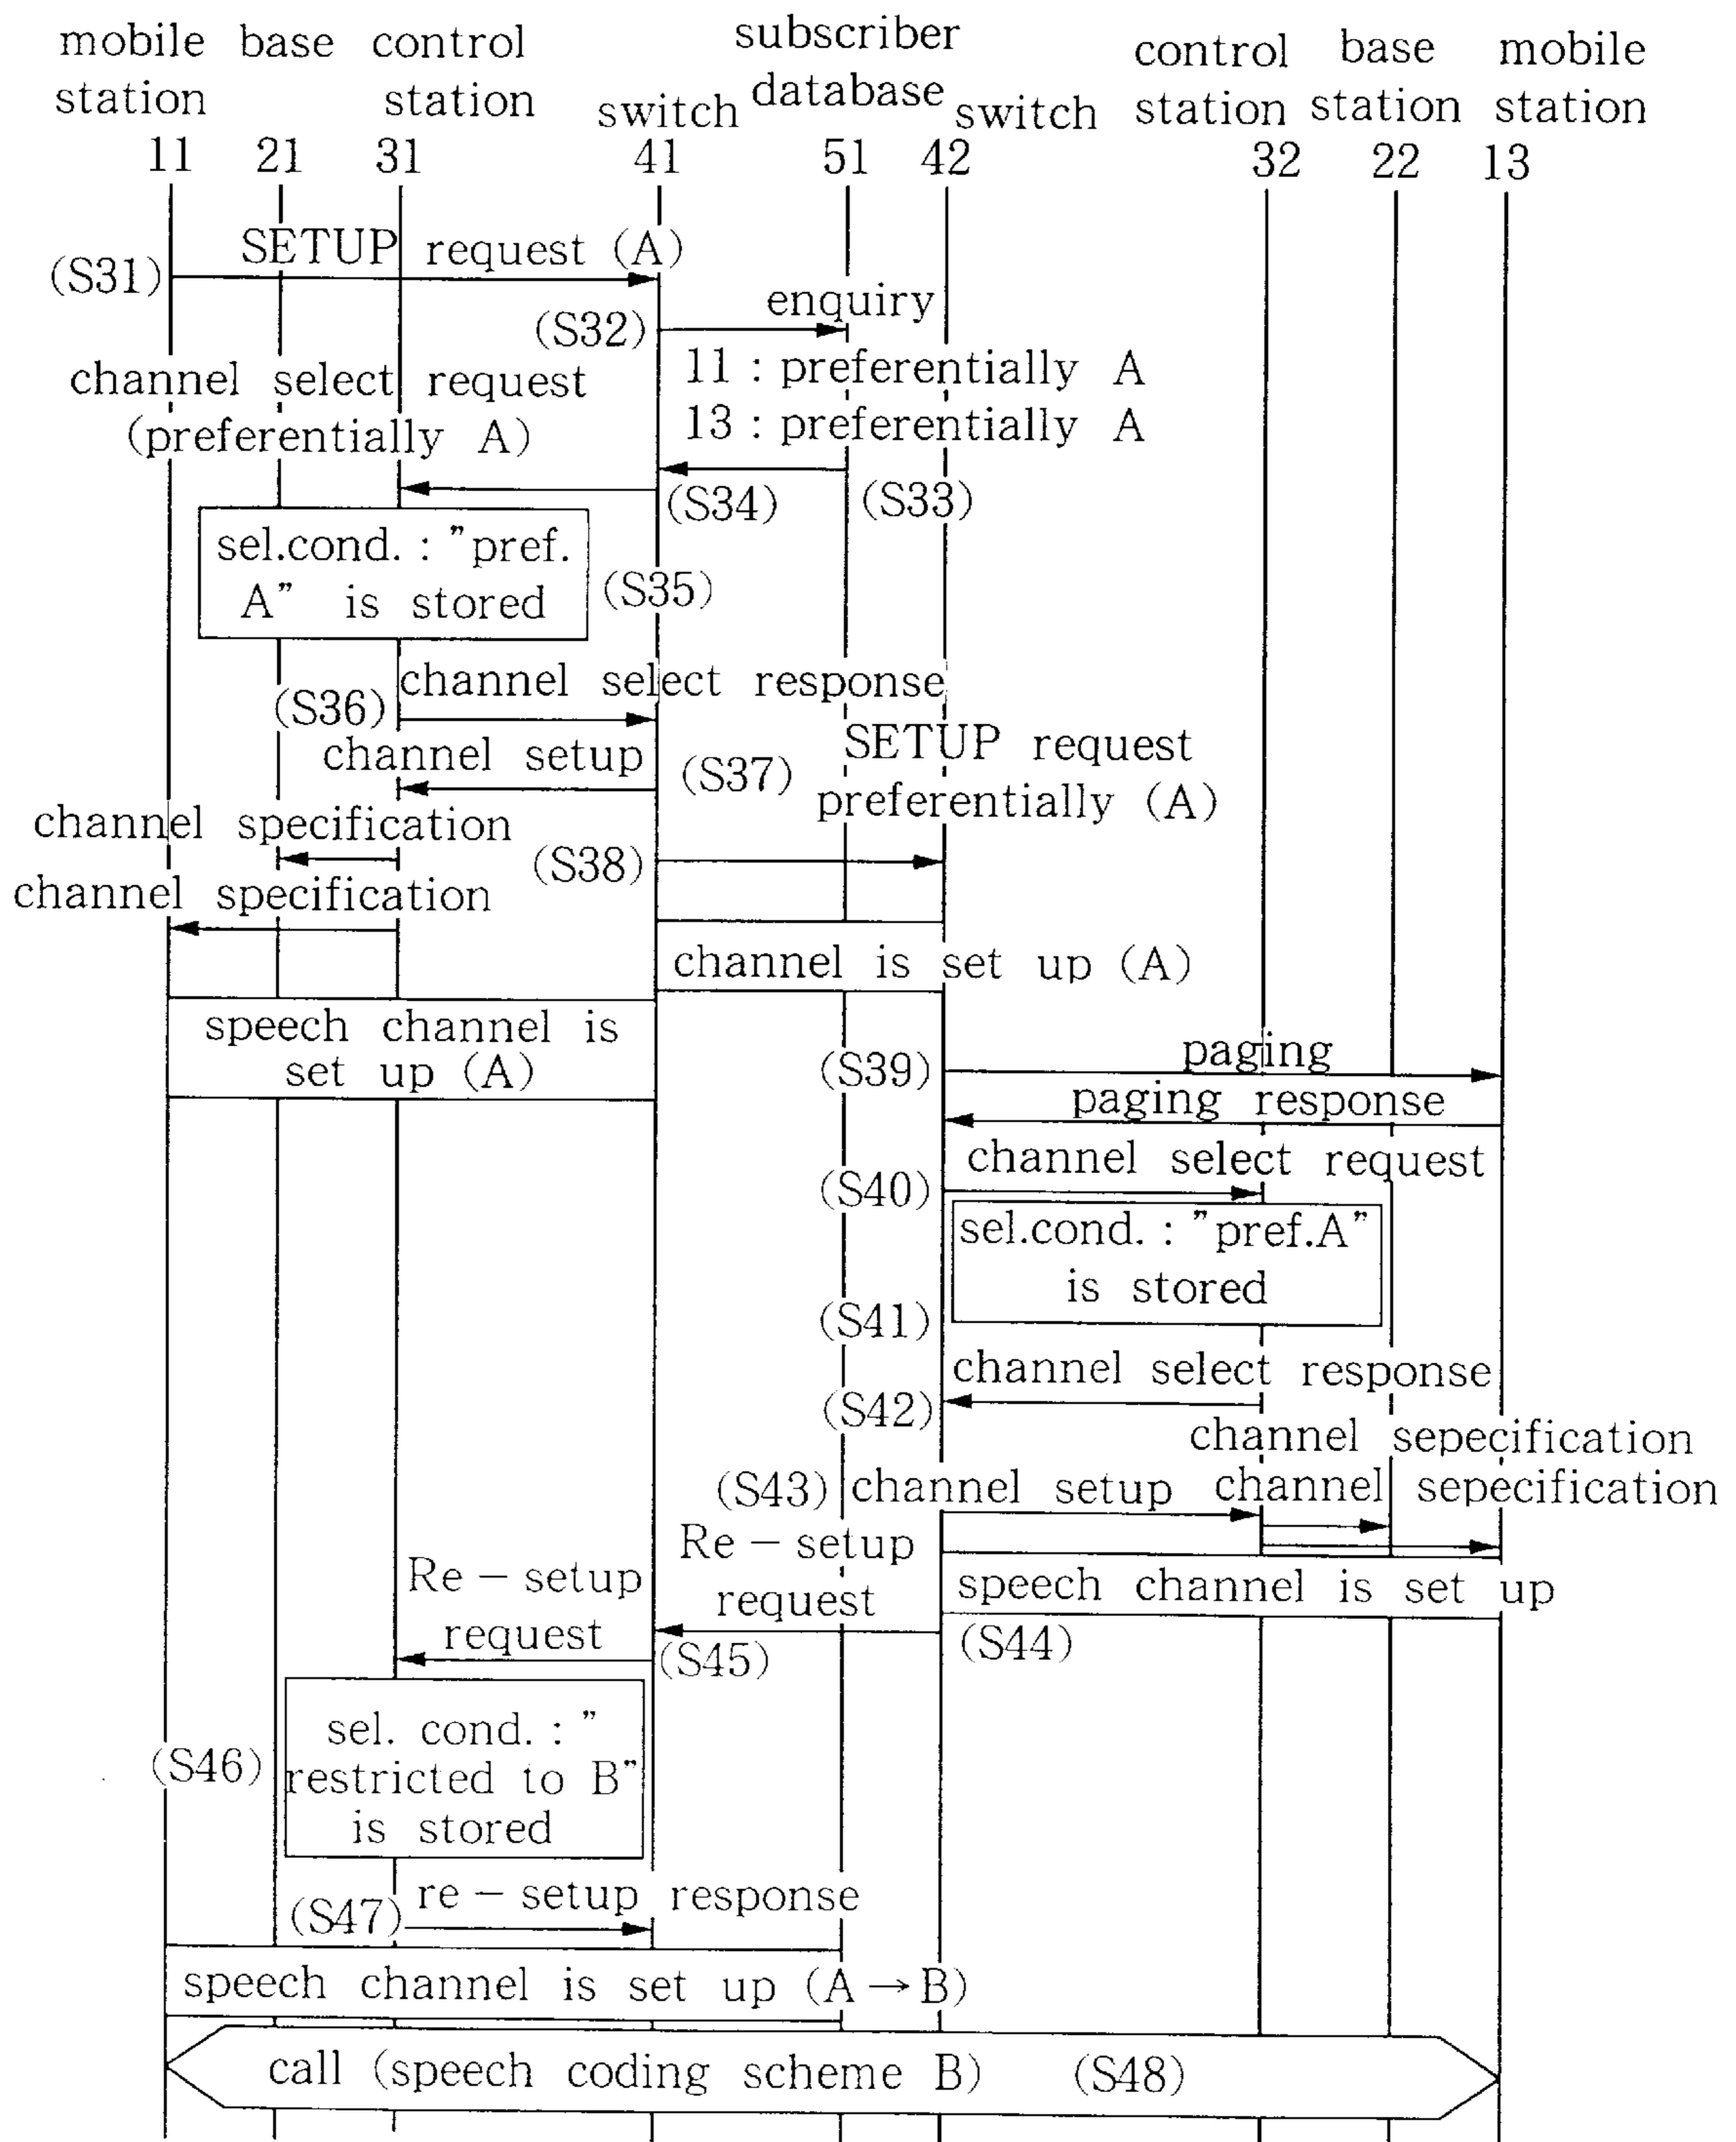 mobile base control subscriber control base mobile
station station switch database switch station station station
11 21 31 41 51 42 32 22 13
SETUP request (A)
(S31)
enquiry
(S32)
11 : preferentially A
channel select request
13 : preferentially A
(preferentially A)
(S34) (S33)
sel.cond. : "pref.
A" is stored
(S35)
channel select response
(S36)
SETUP request
channel setup
(S37)
preferentially (A)
channel specification
(S38)
channel specification
channel is set up (A)
speech channel is
set up (A)
paging
(S39)
paging response
channel select request
(S40)
sel.cond. : "pref.A"
is stored
(S41)
channel select response
(S42)
channel sepecification
(S43) channel setup channel sepecification
Re - setup
request
Re - setup
request
speech channel is set up
(S44)
(S45)
sel. cond. : "
restricted to B"
is stored
(S46)
re - setup response
(S47)
speech channel is set up (A → B)
call (speech coding scheme B) (S48)